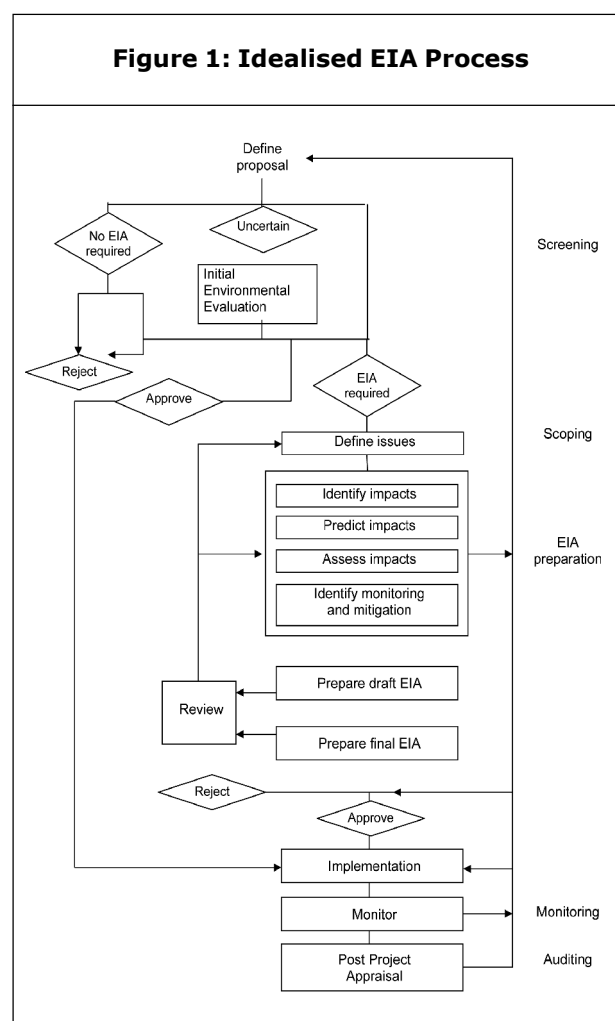 Figure 1: Idealised EIA Process
Define
proposal
No EIA
required
Uncertain
Screening
Initial
Environmental
Evaluation
Reject
EIA
required
Approve
Define issues
Scoping
Identify impacts
Predict impacts
Assess impacts
Identify monitoring
and mitigation
EIA
preparation
Prepare draft EIA
Review
Prepare final EIA
Reject
Approve
Implementation
Monitor
Monitoring
Post Project
Appraisal
Auditing